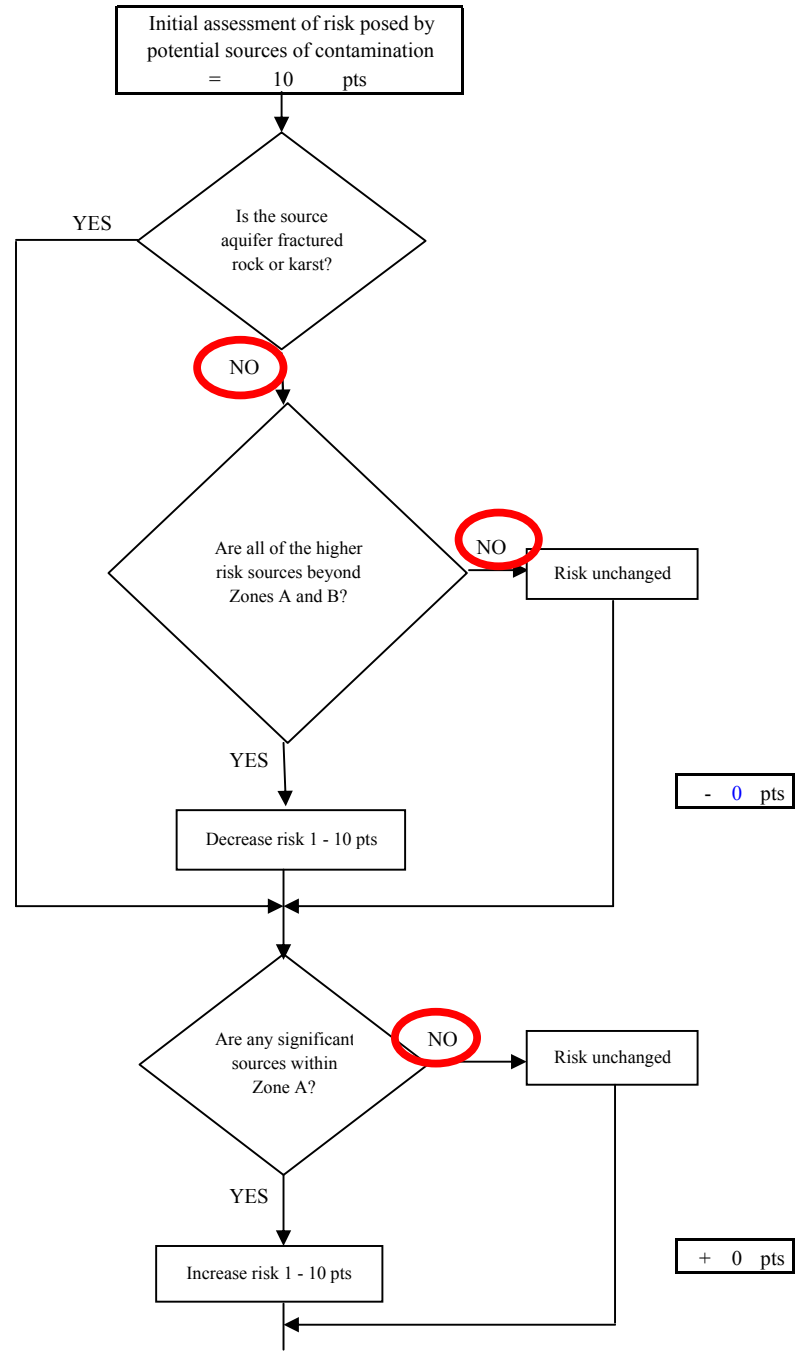 Initial assessment of risk posed by
potential sources of contamination
= 10 pts
YES
Is the source
aquifer fractured
rock or karst?
NO
Are all of the higher
risk sources beyond
Zones A and B?
NO
Risk unchanged
YES
- 0 pts
Decrease risk 1 - 10 pts
Are any significant
sources within
Zone A?
NO
Risk unchanged
YES
+ 0 pts
Increase risk 1 - 10 pts